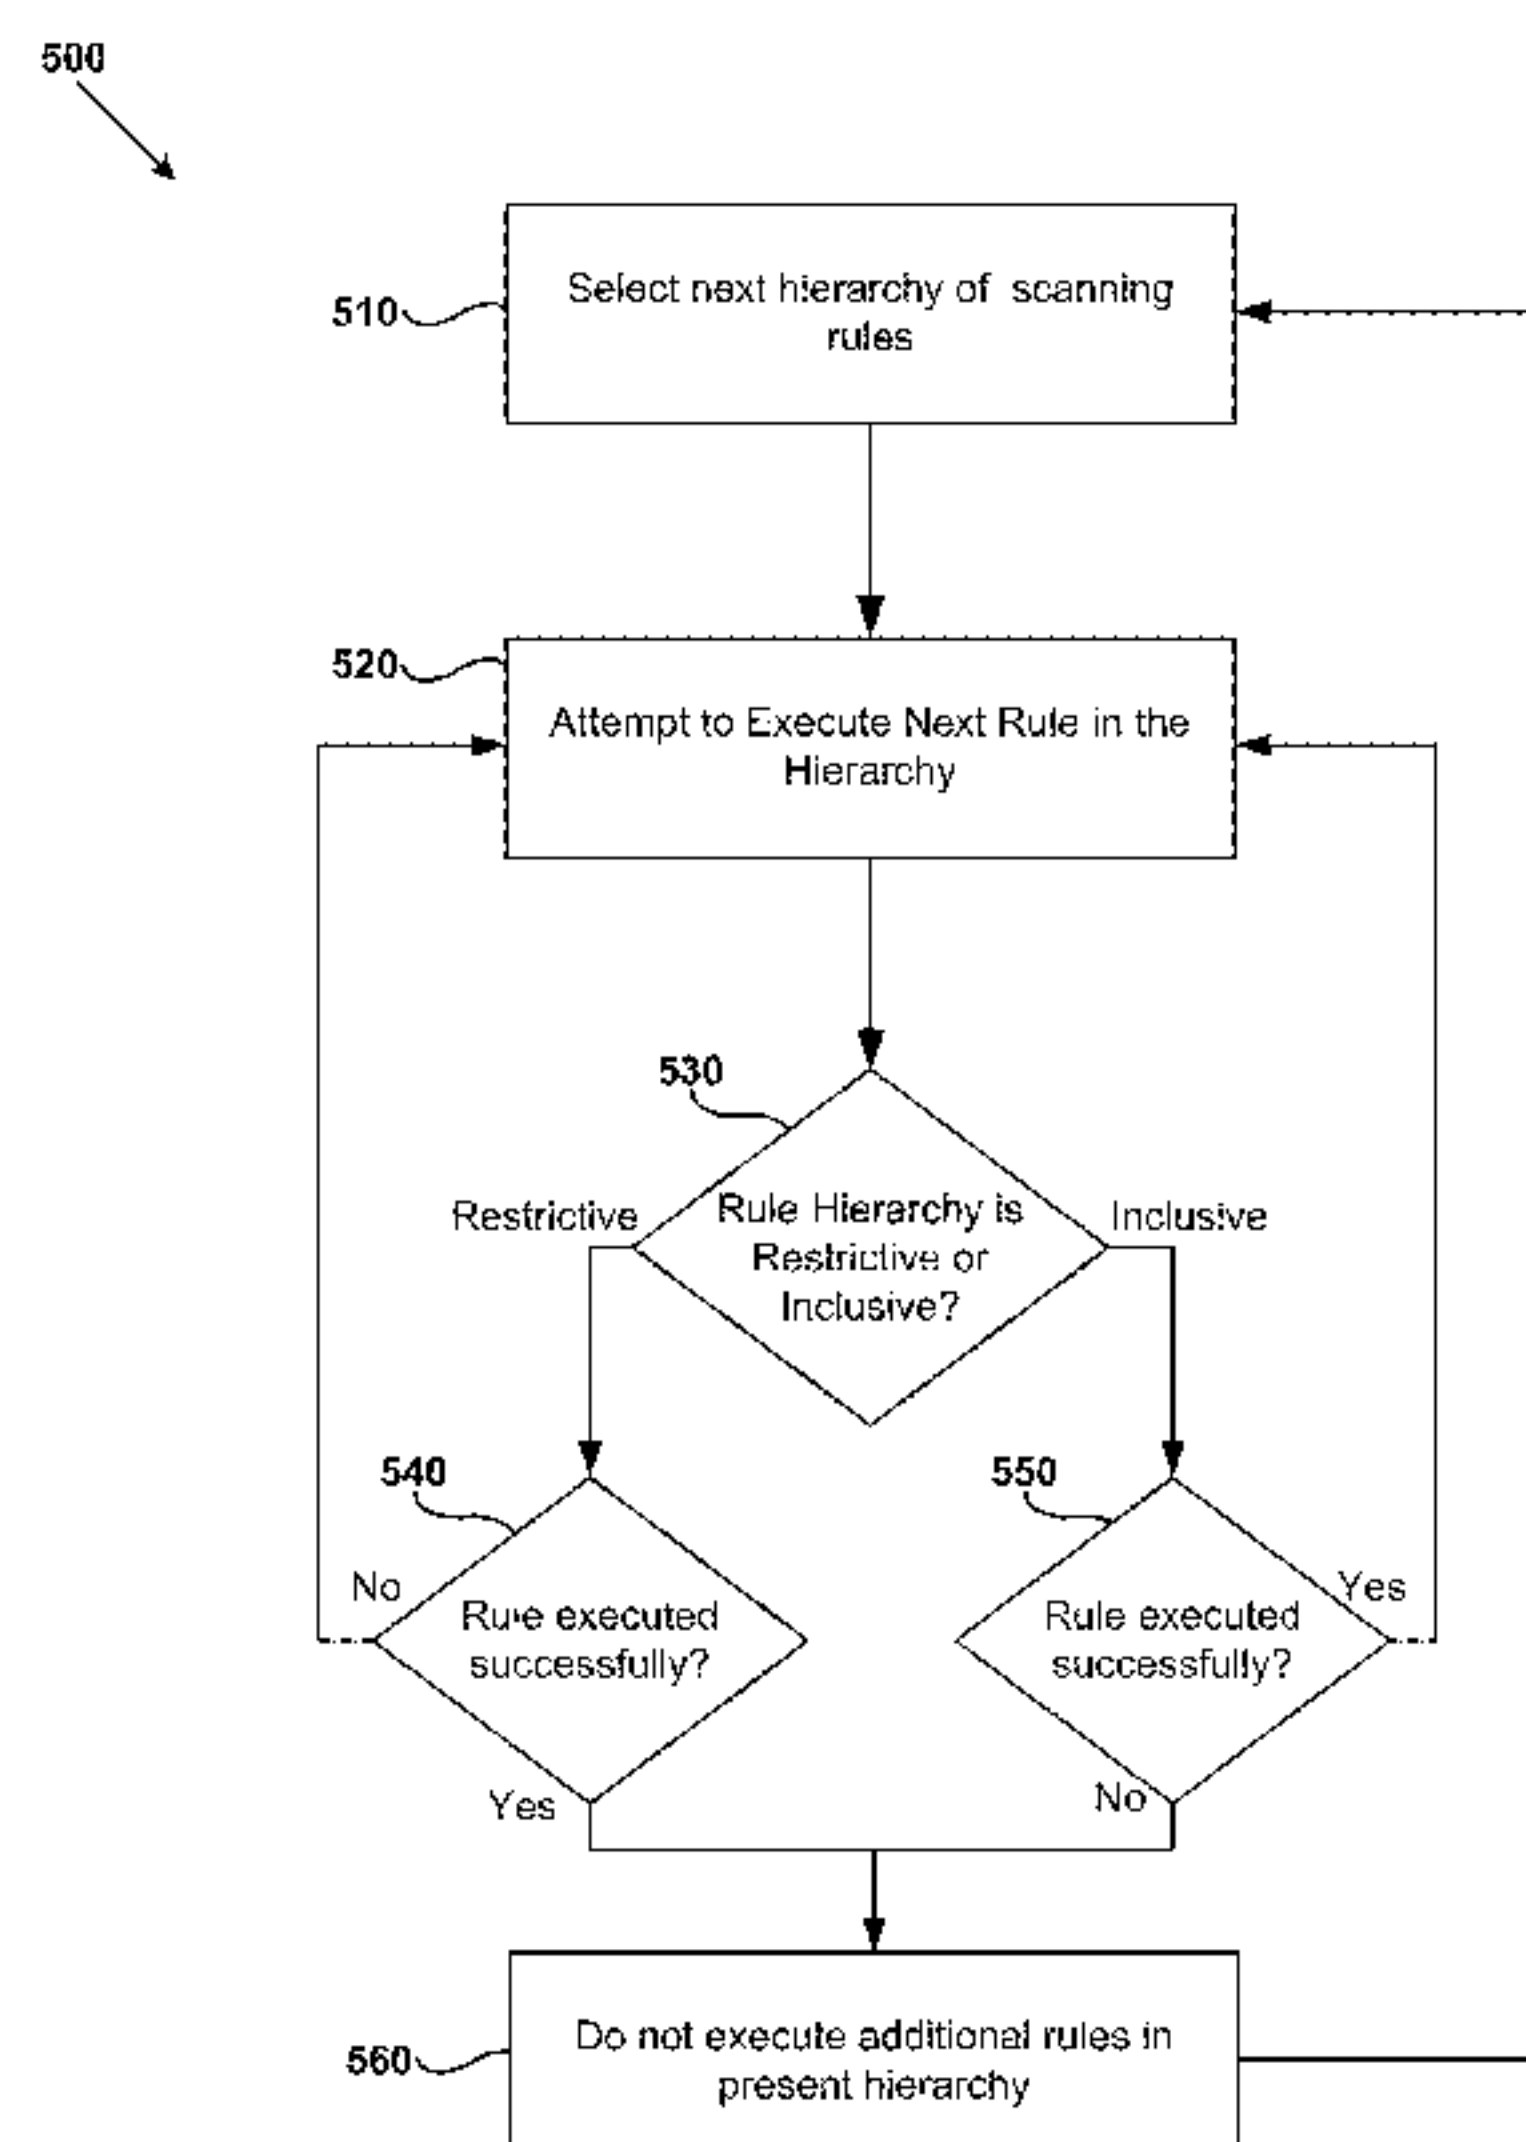 500
510
Select next hierarchy of scanning
rules
520
Attempt to Execute Next Rule in the
Hierarchy
530
Restrictive
Rule Hierarchy is
Restrictive or
Inclusive?
Inclusive
540
550
No
Rule executed
successfully?
Yes
Rule executed
successfully?
Yes
No
560
Do not execute additional rules in
present hierarchy